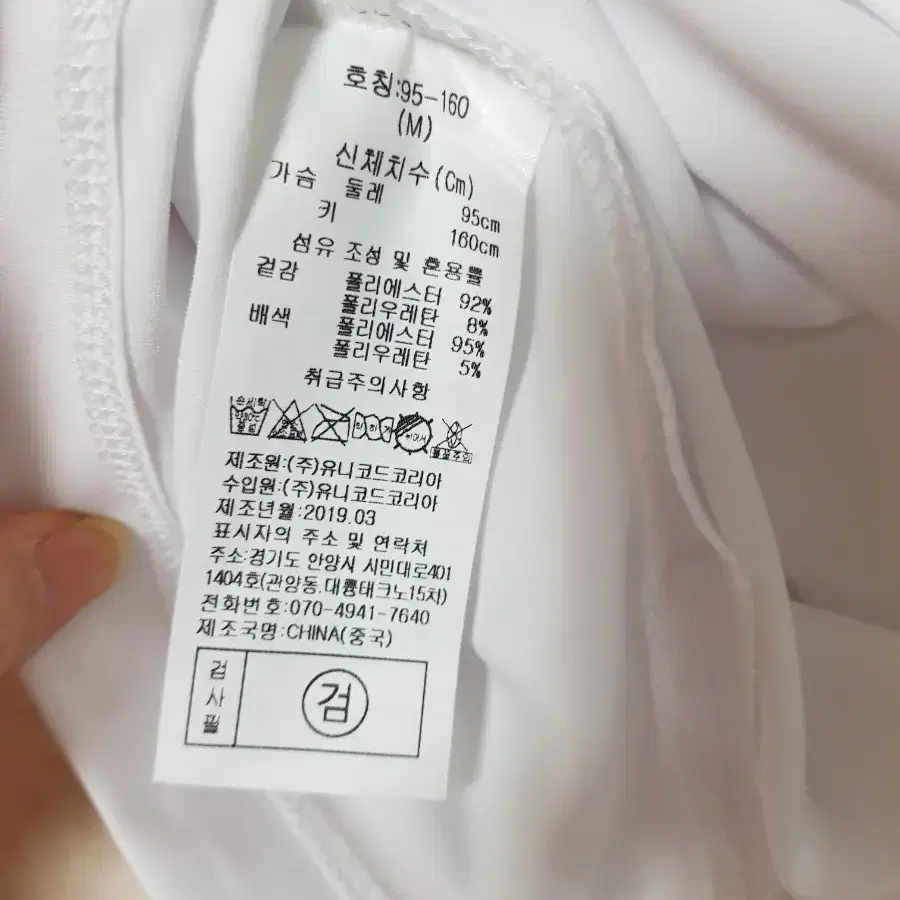 호칭:95-160
(M)
신체치수(Cm)
가슴 둘레 95cm
키 160cm
섬유 조성 및 혼용률
겉감 폴리에스터 92%
폴리우레탄 8%
배색 폴리에스터 95%
폴리우레탄 5%
취급주의사항
손세탁
약하게
제조원:(주)유니코드코리아
수입원:(주)유니코드코리아
제조년월:2019.03
표시자의 주소 및 연락처
주소:경기도 안양시 시민대로401
1404호(관양동.대륭테크노15차)
전화번호:070-4941-7640
제조국명:CHINA(중국)
검사필
검